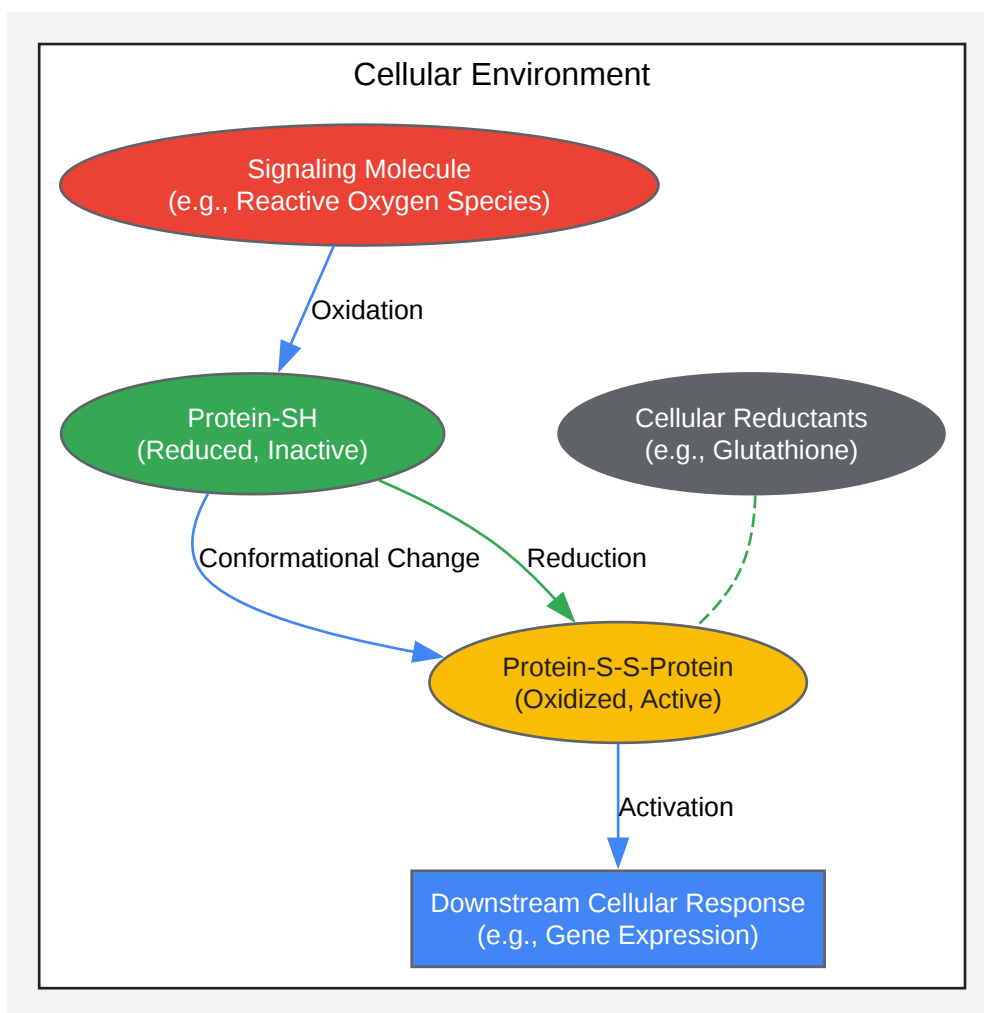 Cellular Environment
Signaling Molecule
(e.g., Reactive Oxygen Species)
Oxidation
Protein-SH
(Reduced, Inactive)
Cellular Reductants
(e.g., Glutathione)
Conformational Change
Reduction
Protein-S-S-Protein
(Oxidized, Active)
Activation
Downstream Cellular Response
(e.g., Gene Expression)